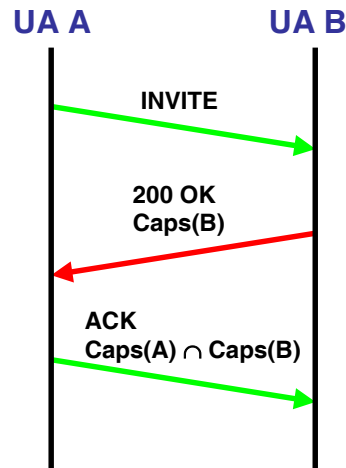 UA A UA B
INVITE
200 OK
Caps(B)
ACK
Caps(A) ∩ Caps(B)